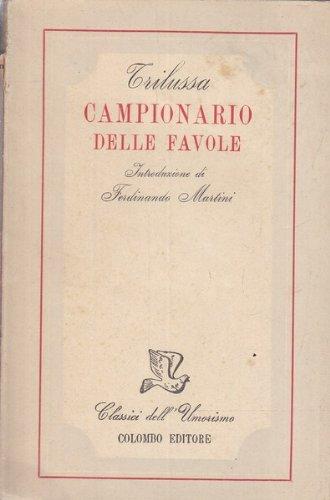 Trilussa
CAMPIONARIO
DELLE FAVOLE
Introduzione di
Ferdinando Martini
Classici dell'Umorismo
COLOMBO EDITORE